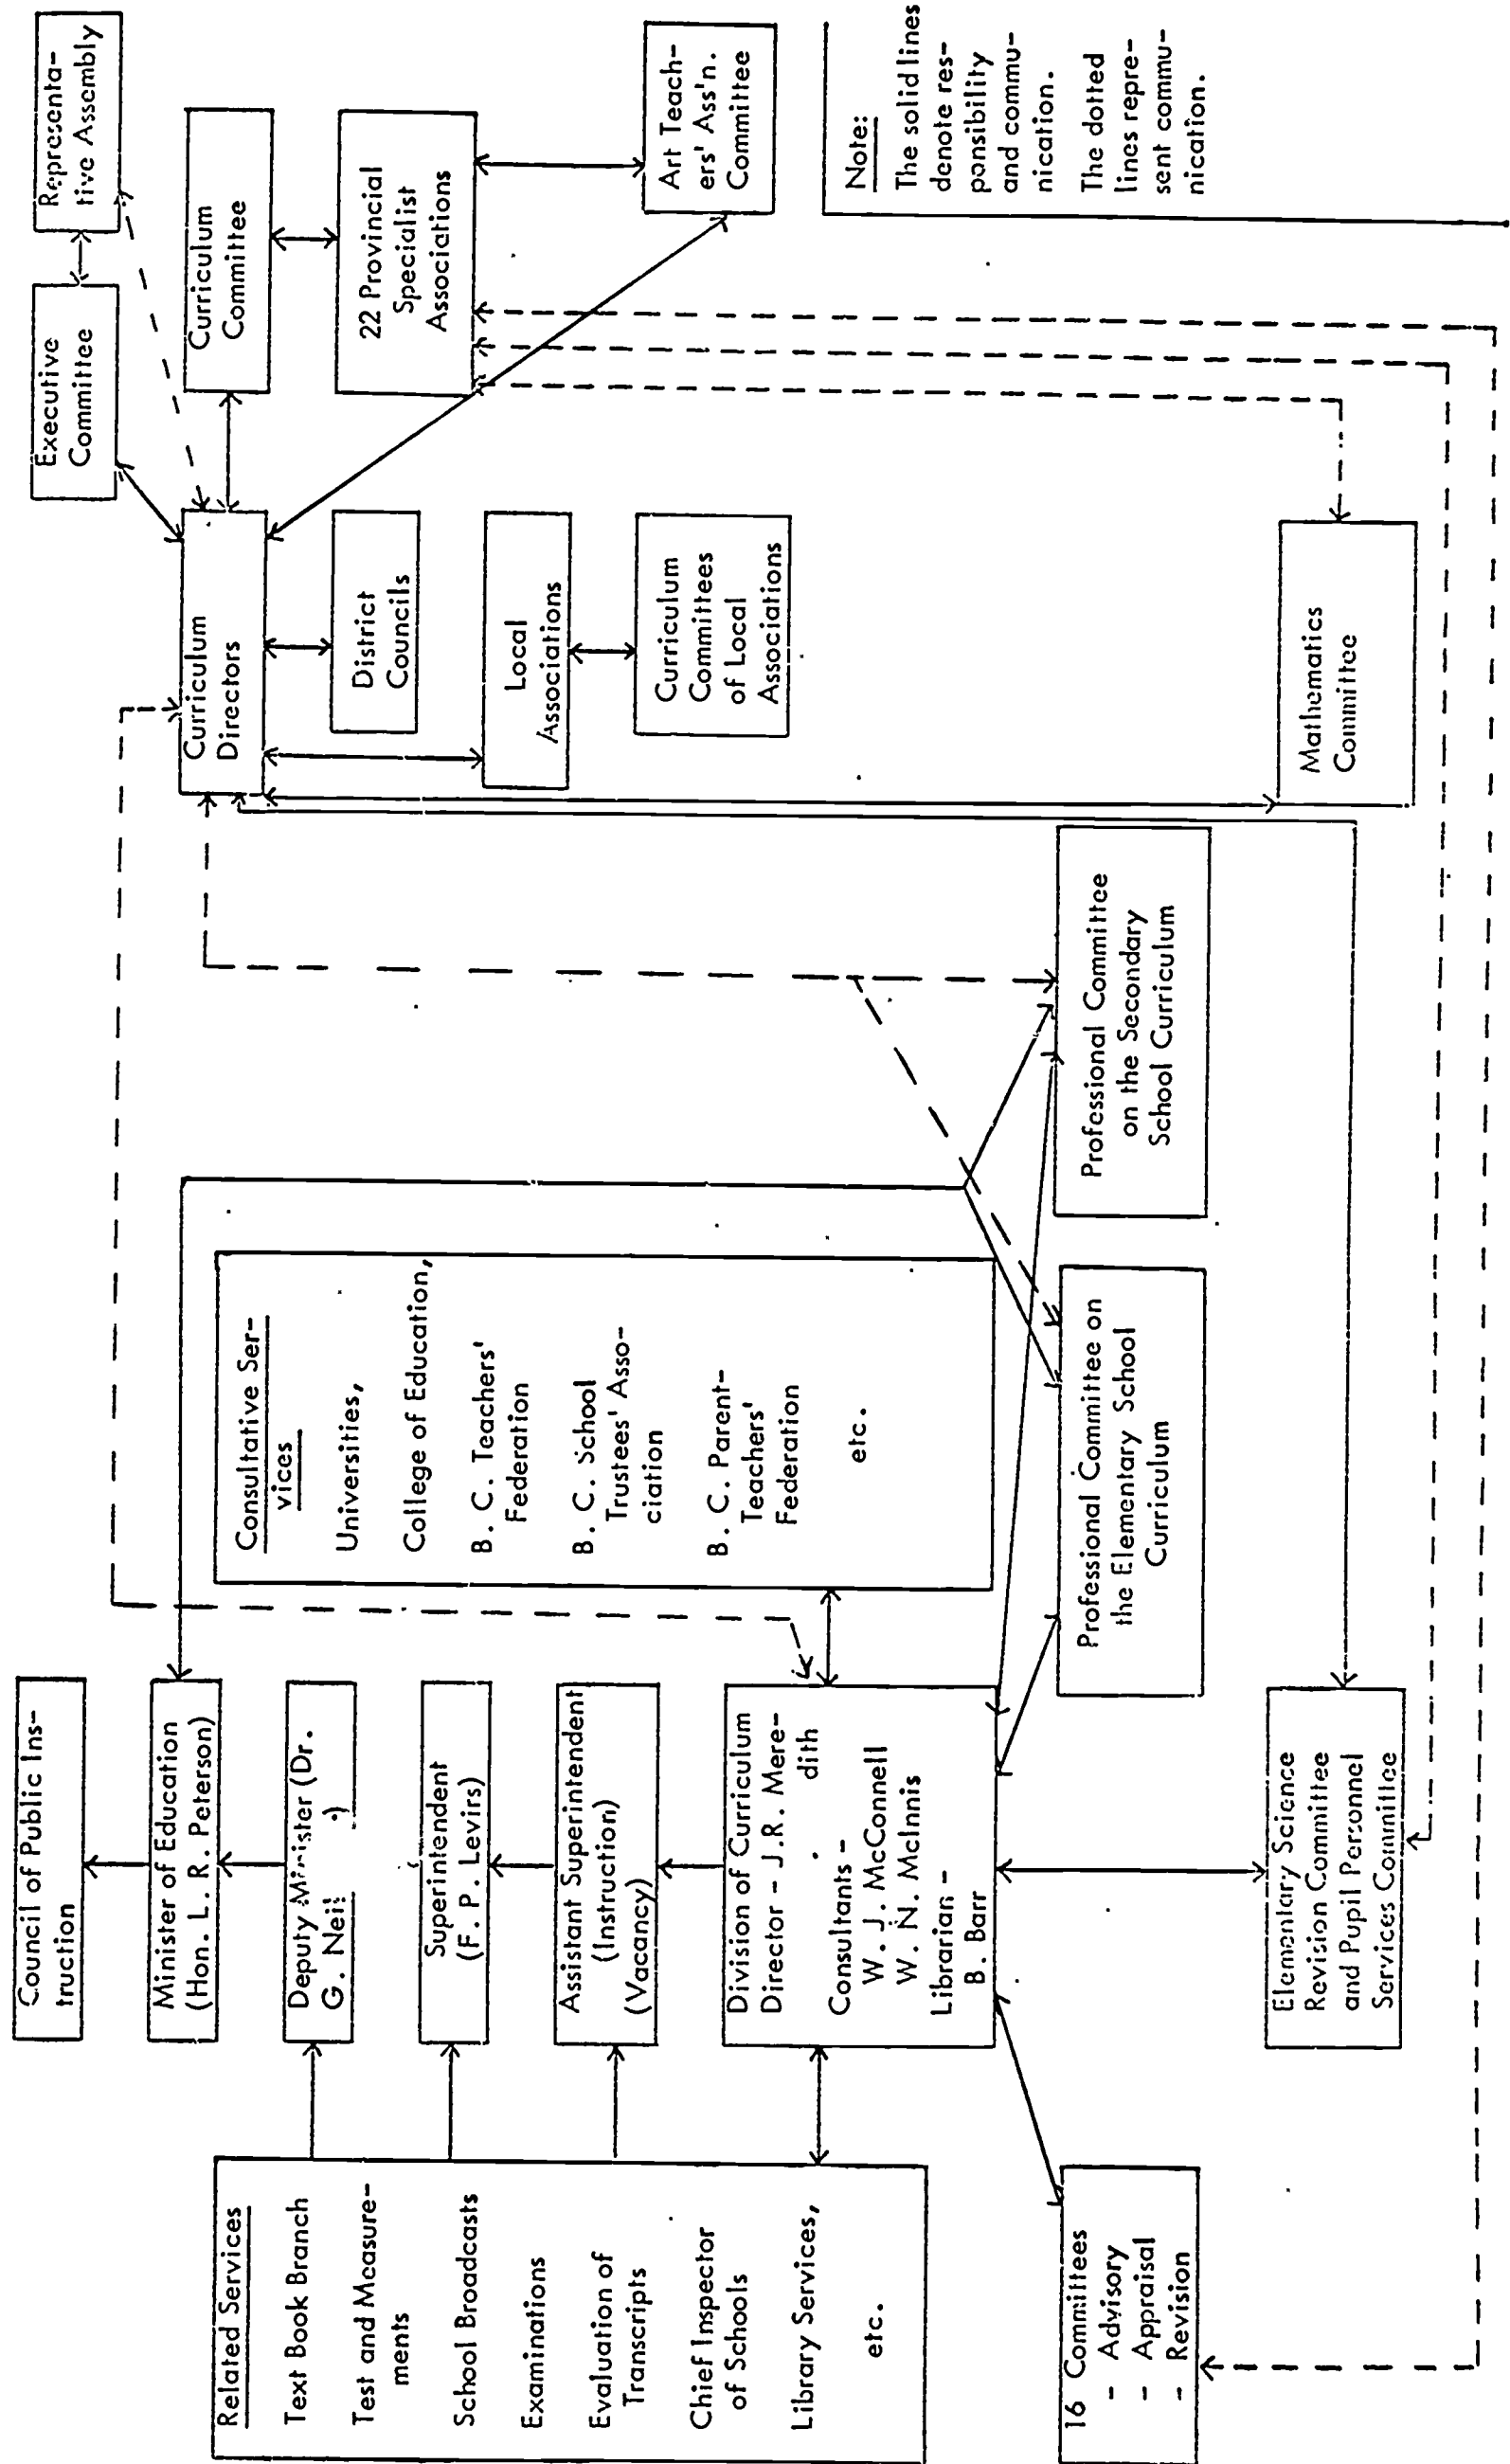 Council of Public Ins-
truction
Minister of Education
(Hon. L. R. Peterson)
Deputy Minister (Dr.
G. Nei .)
Superintendent
(F. P. Levirs)
Assistant Superintendent
(Instruction)
(Vacancy)
Division of Curriculum
Director - J.R. Mere-
dith
Consultants -
W. J. McConnell
W. N. McInnis
Librarian -
B. Barr
Related Services
Text Book Branch
Test and Measure-
ments
School Broadcasts
Examinations
Evaluation of
Transcripts
Chief Inspector
of Schools
Library Services,
etc.
16 Committees
- Advisory
- Appraisal
- Revision
Elementary Science
Revision Committee
and Pupil Personnel
Services Committee
Consultative Ser-
vices
Universities,
College of Education,
B. C. Teachers'
Federation
B. C. School
Trustees' Asso-
ciation
B. C. Parent-
Teachers'
Federation
etc.
Professional Committee on
the Elementary School
Curriculum
Professional Committee
on the Secondary
School Curriculum
Executive
Committee
Representa-
tive Assembly
Curriculum
Directors
Curriculum
Committee
District
Councils
22 Provincial
Specialist
Associations
Local
Associations
Curriculum
Committees
of Local
Associations
Art Teach-
ers' Ass'n.
Committee
Mathematics
Committee
Note:
The solid lines
denote res-
ponsibility
and commu-
nication.
The dotted
lines repre-
sent commu-
nication.